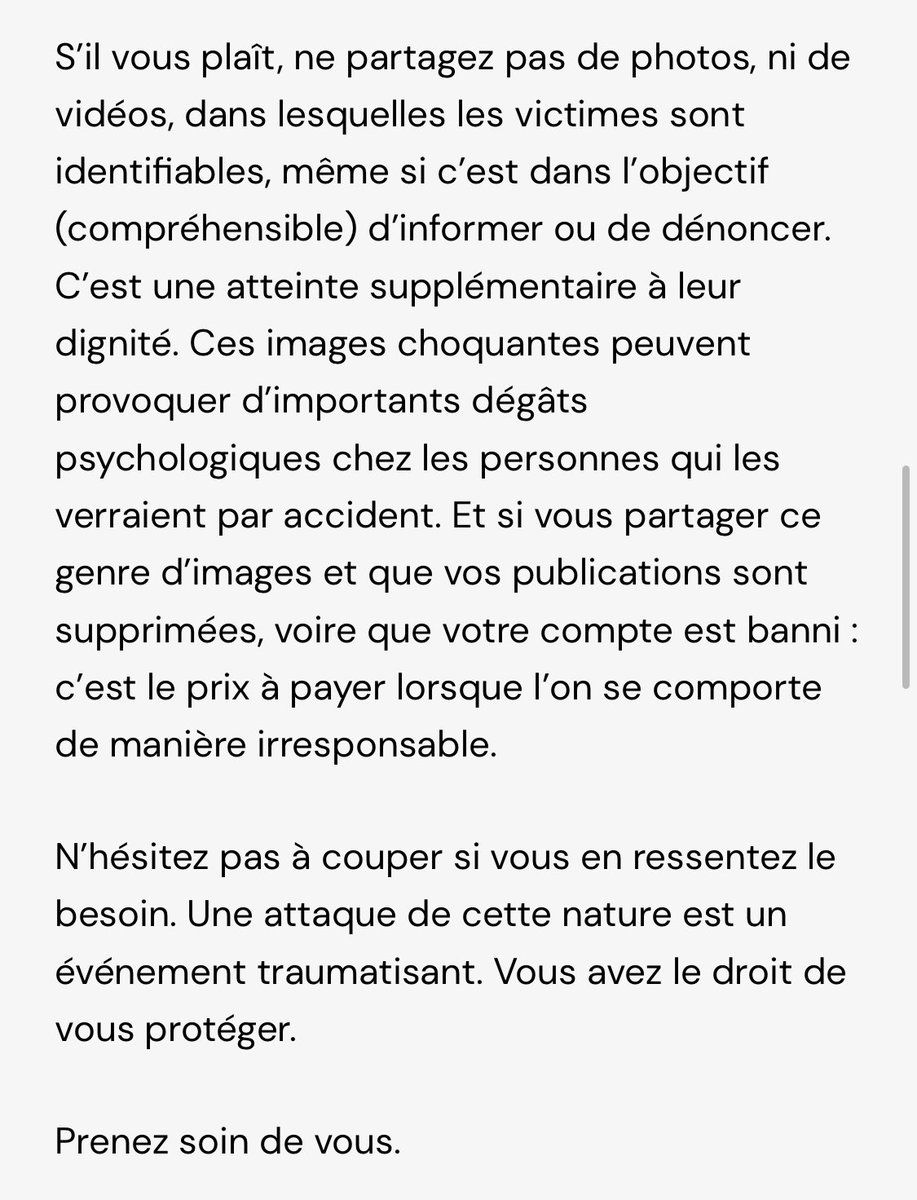 S’il vous plaît, ne partagez pas de photos, ni de
vidéos, dans lesquelles les victimes sont
identifiables, même si c’est dans l’objectif
(compréhensible) d’informer ou de dénoncer.
C’est une atteinte supplémentaire à leur
dignité. Ces images choquantes peuvent
provoquer d’importants dégâts
psychologiques chez les personnes qui les
verraient par accident. Et si vous partager ce
genre d’images et que vos publications sont
supprimées, voire que votre compte est banni :
c’est le prix à payer lorsque l’on se comporte
de manière irresponsable.

N’hésitez pas à couper si vous en ressentez le
besoin. Une attaque de cette nature est un
événement traumatisant. Vous avez le droit de
vous protéger.

Prenez soin de vous.